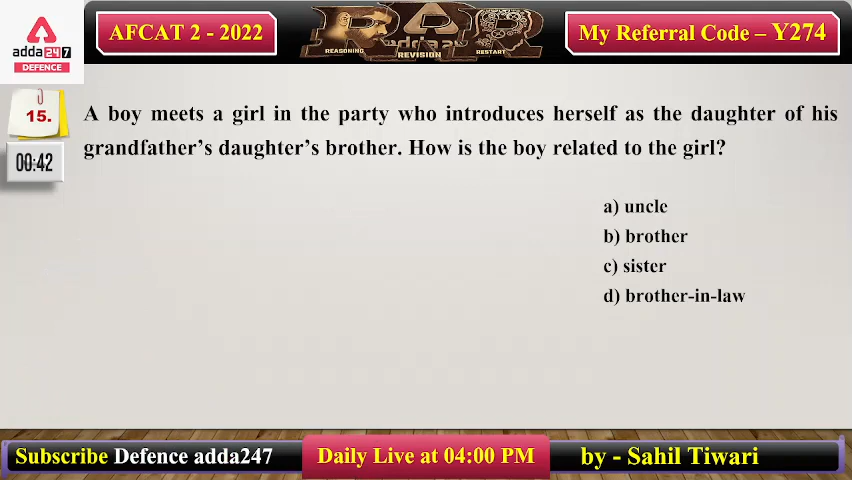 AFCAT 2 - 2022
My Referral Code – Y274
adda247
DEFENCE
REASONING
REVISION
RESTART
15.
00:42
A boy meets a girl in the party who introduces herself as the daughter of his
grandfather's daughter's brother. How is the boy related to the girl?
a) uncle
b) brother
c) sister
d) brother-in-law
Subscribe Defence adda247
Daily Live at 04:00 PM
by - Sahil Tiwari